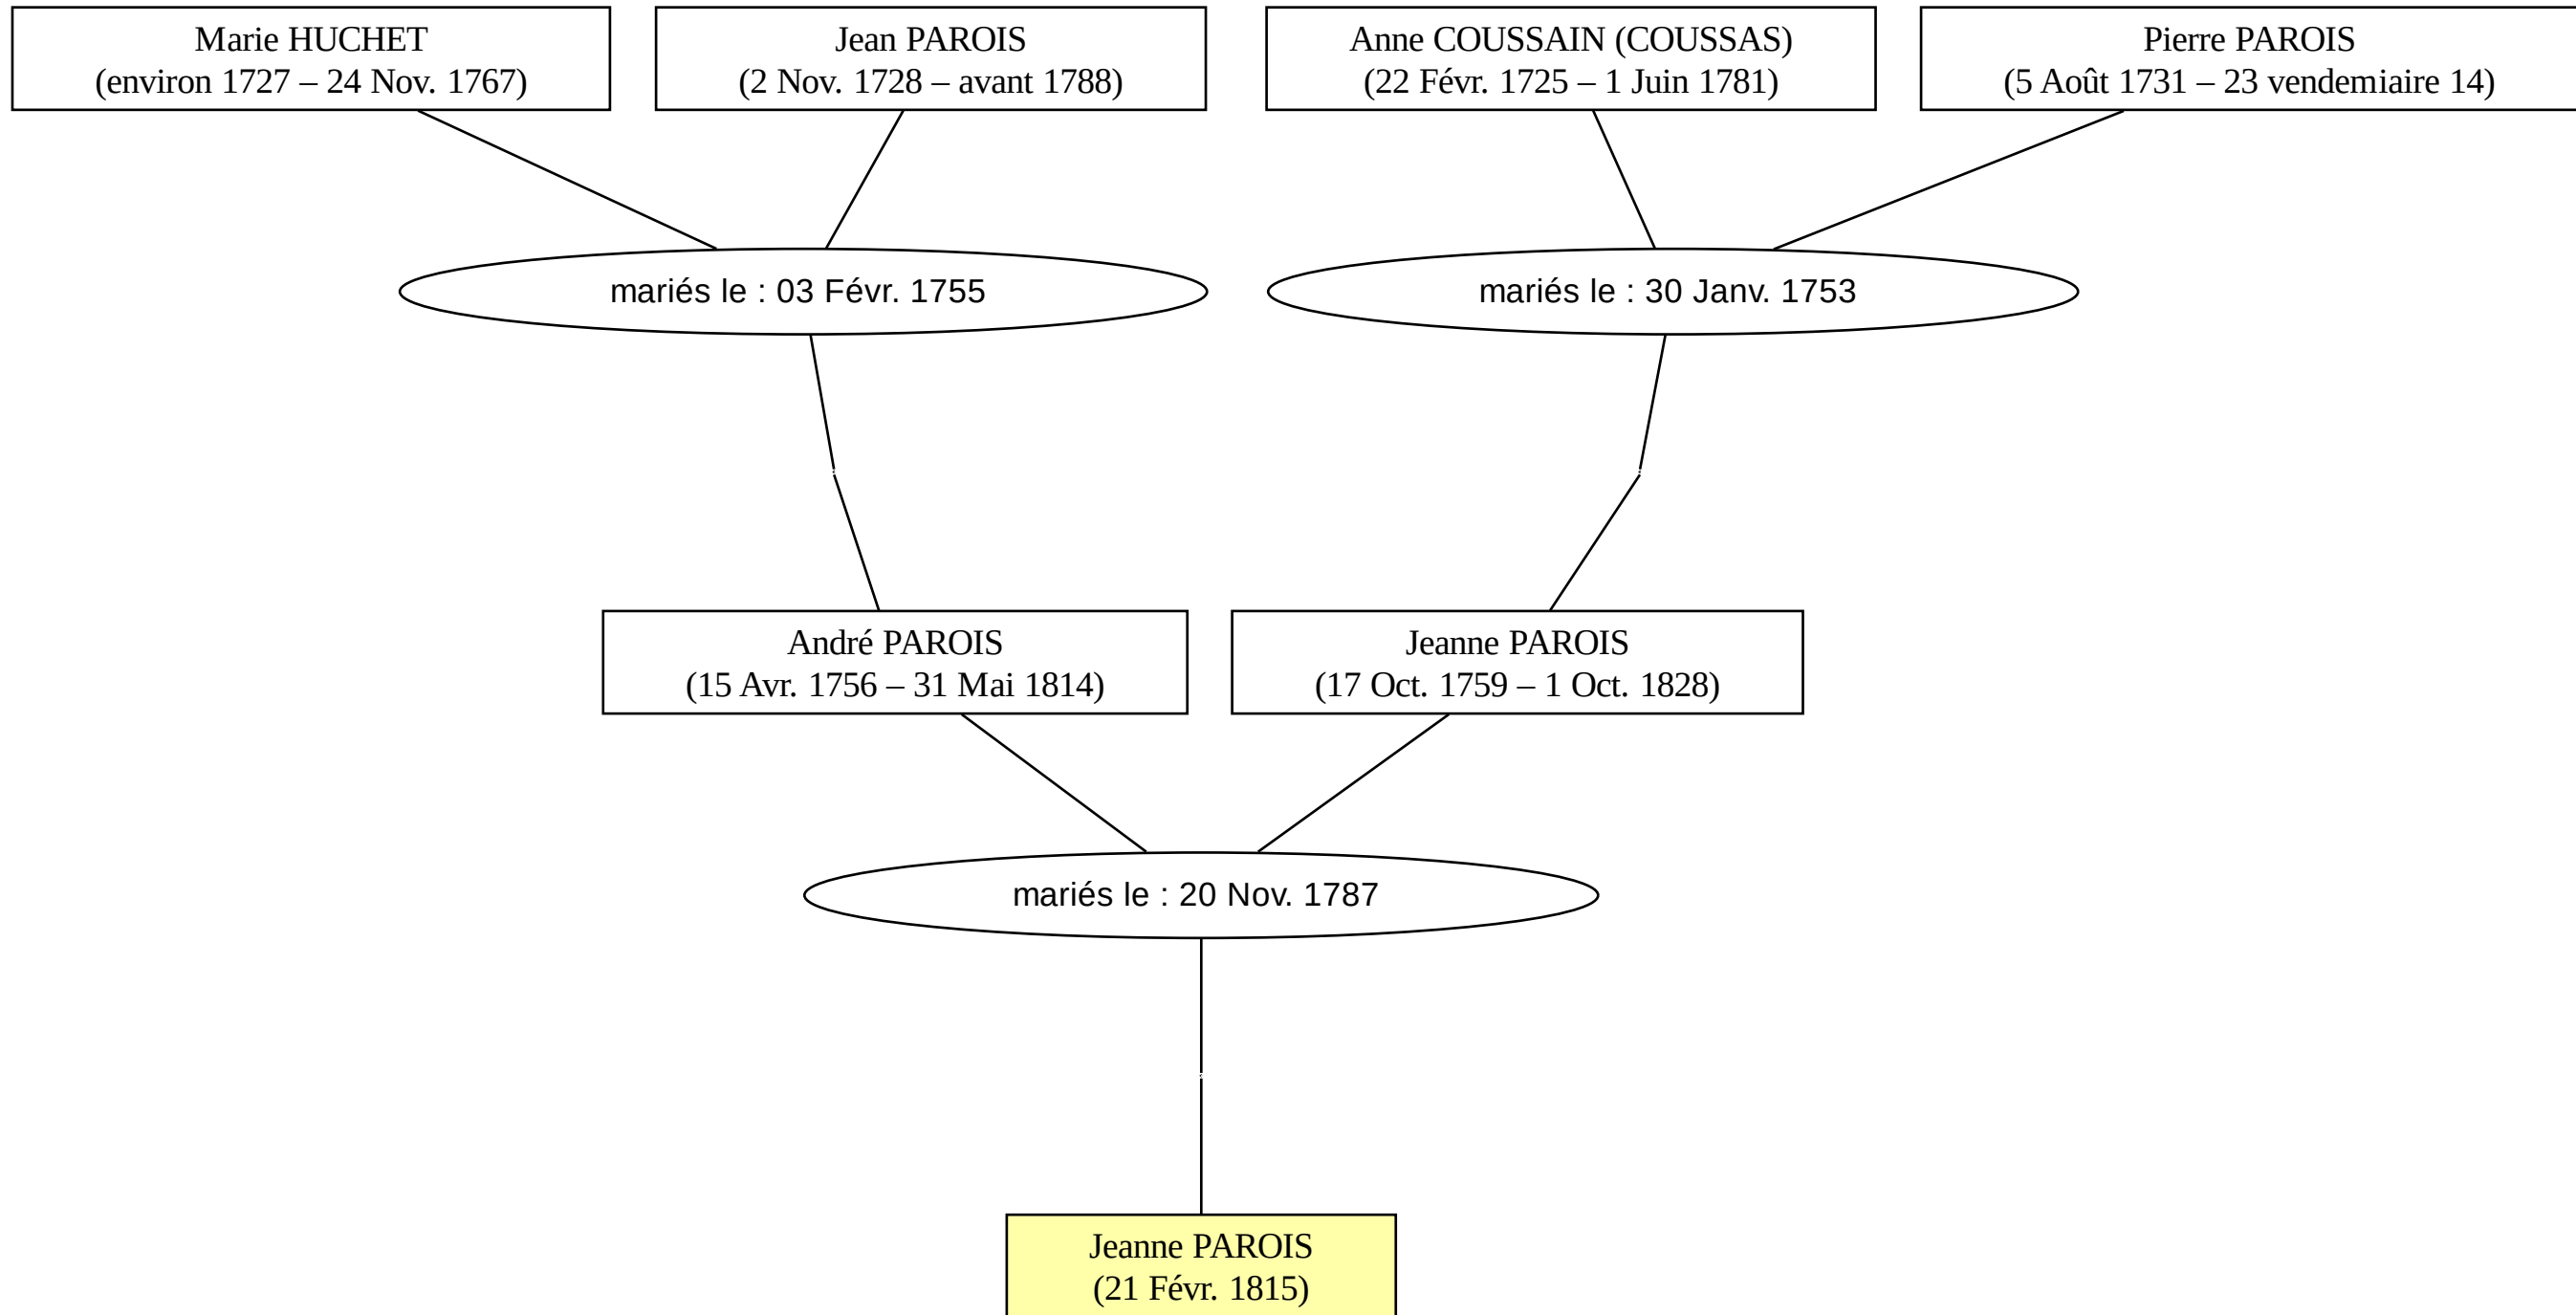 Marie HUCHET
(environ 1727 – 24 Nov. 1767)
Jean PAROIS
(2 Nov. 1728 – avant 1788)
Anne COUSSAIN (COUSSAS)
(22 Févr. 1725 – 1 Juin 1781)
Pierre PAROIS
(5 Août 1731 – 23 vendemiaire 14)
mariés le : 03 Févr. 1755
mariés le : 30 Janv. 1753
André PAROIS
(15 Avr. 1756 – 31 Mai 1814)
Jeanne PAROIS
(17 Oct. 1759 – 1 Oct. 1828)
mariés le : 20 Nov. 1787
Jeanne PAROIS
(21 Févr. 1815)